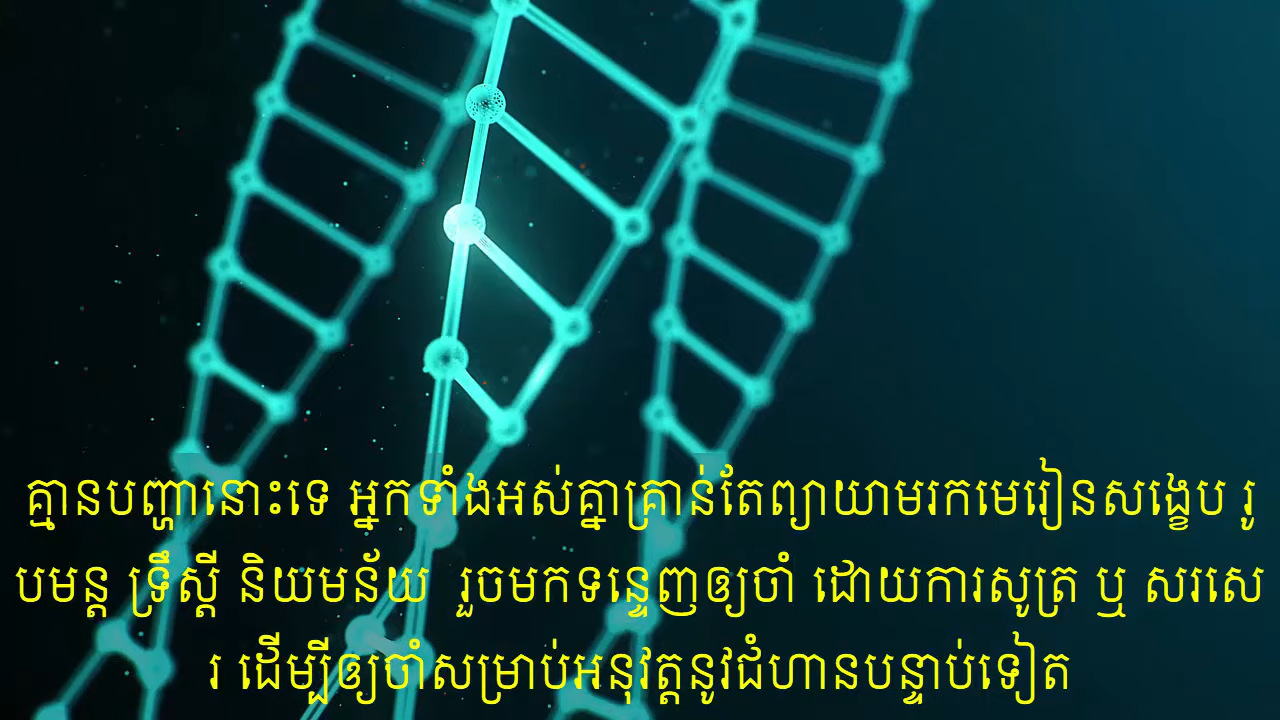 គ្មានបញ្ហានោះទេ អ្នកទាំងអស់គ្នាគ្រាន់តែព្យាយាមរកមេរៀនសង្ខេប រូ
បមន្ត ទ្រឹស្តី និយមន័យ  រួចមកទន្ទេញឲ្យចាំ ដោយការសូត្រ ឬ សរសេ
រ ដើម្បីឲ្យចាំសម្រាប់អនុវត្តនូវជំហានបន្ទាប់ទៀត